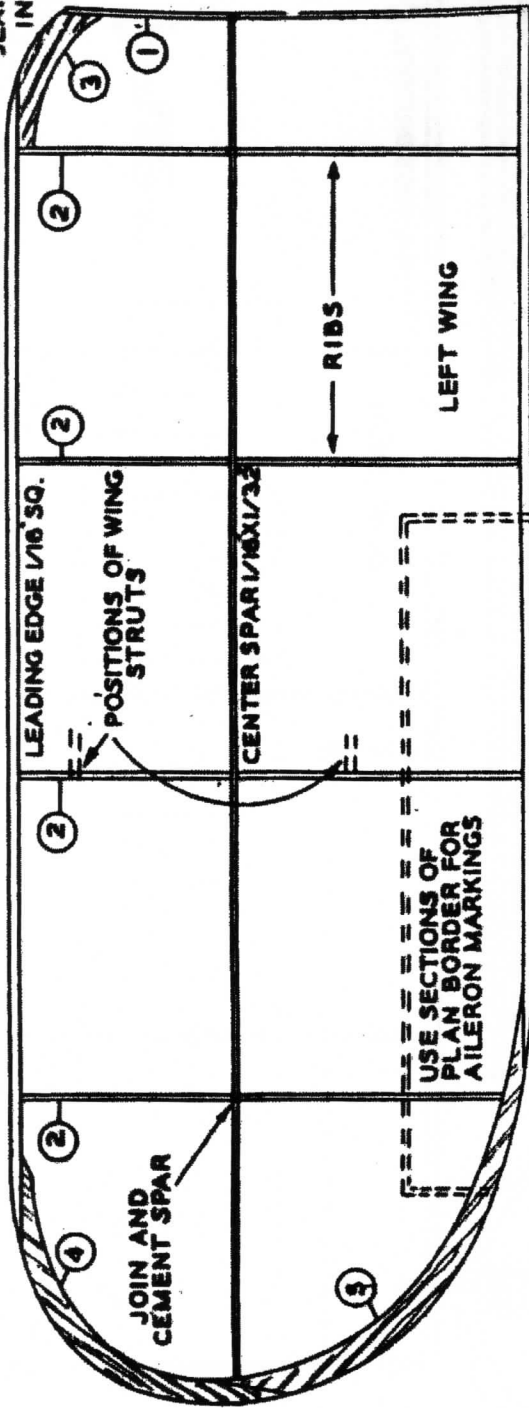 IN
1
3
2
2
LEADING EDGE 1/16" SQ.
POSITIONS OF WING
STRUTS
CENTER SPAR 1/16X1/32
RIBS
LEFT WING
2
2
JOIN AND
CEMENT SPAR
4
5
USE SECTIONS OF
PLAN BORDER FOR
AILERON MARKINGS